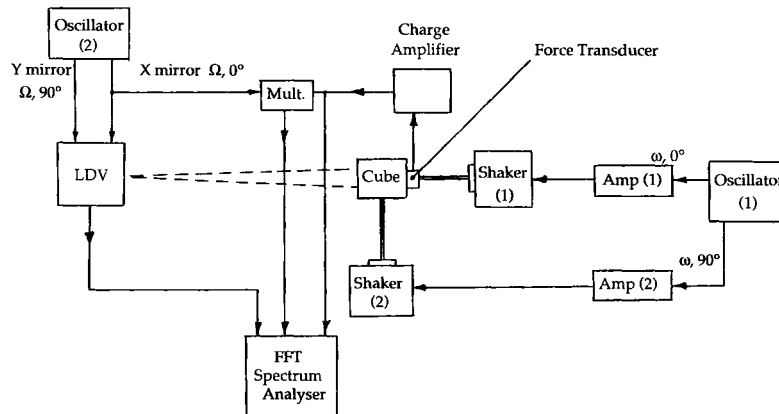 Oscillator
(2)
Y mirror
Ω, 90°
X mirror Ω, 0°
Mult.
Charge
Amplifier
Force Transducer
LDV
Cube
Shaker
(1)
ω, 0°
Amp (1)
Oscillator
(1)
ω, 90°
Shaker
(2)
Amp (2)
FFT
Spectrum
Analyser